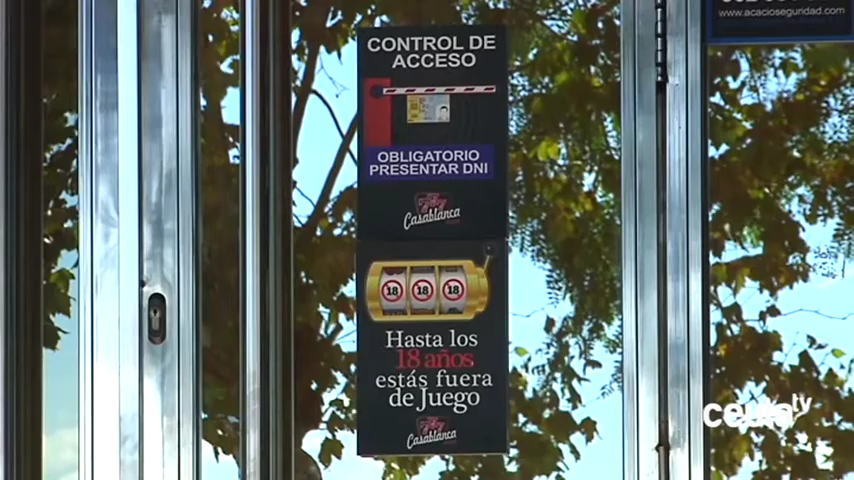 www.acacioseguridad.com
CONTROL DE
ACCESO
OBLIGATORIO
PRESENTAR DNI
Casablanca
18 18 18
Hasta los
18 años
estás fuera
de Juego
Casablanca
ceuta tv